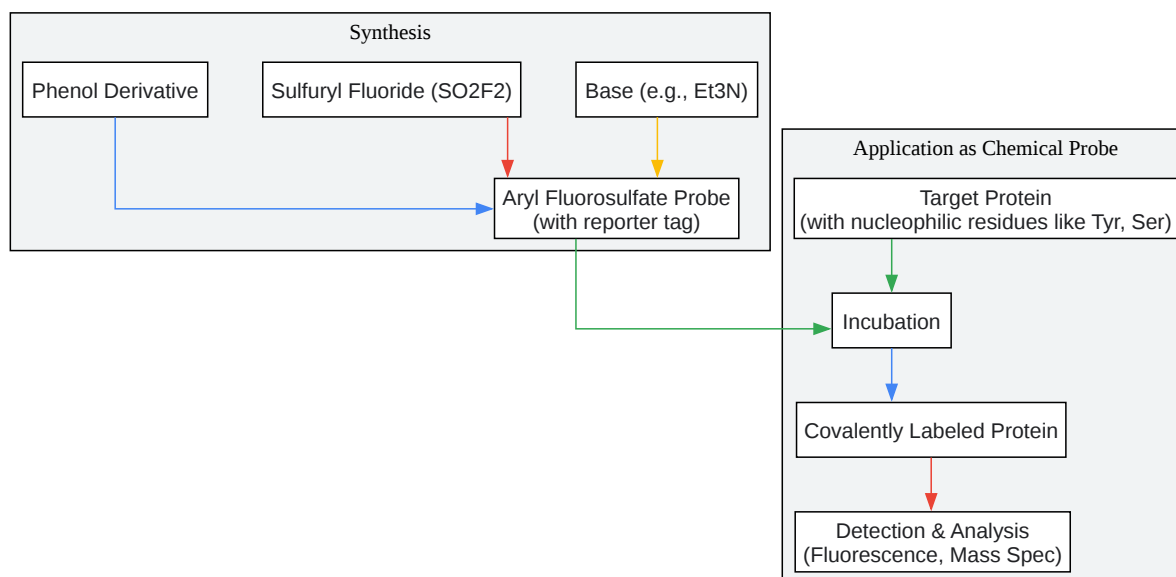 Synthesis
Phenol Derivative
Sulfuryl Fluoride (SO2F2)
Base (e.g., Et3N)
Aryl Fluorosulfate Probe
(with reporter tag)
Application as Chemical Probe
Target Protein
(with nucleophilic residues like Tyr, Ser)
Incubation
Covalently Labeled Protein
Detection & Analysis
(Fluorescence, Mass Spec)